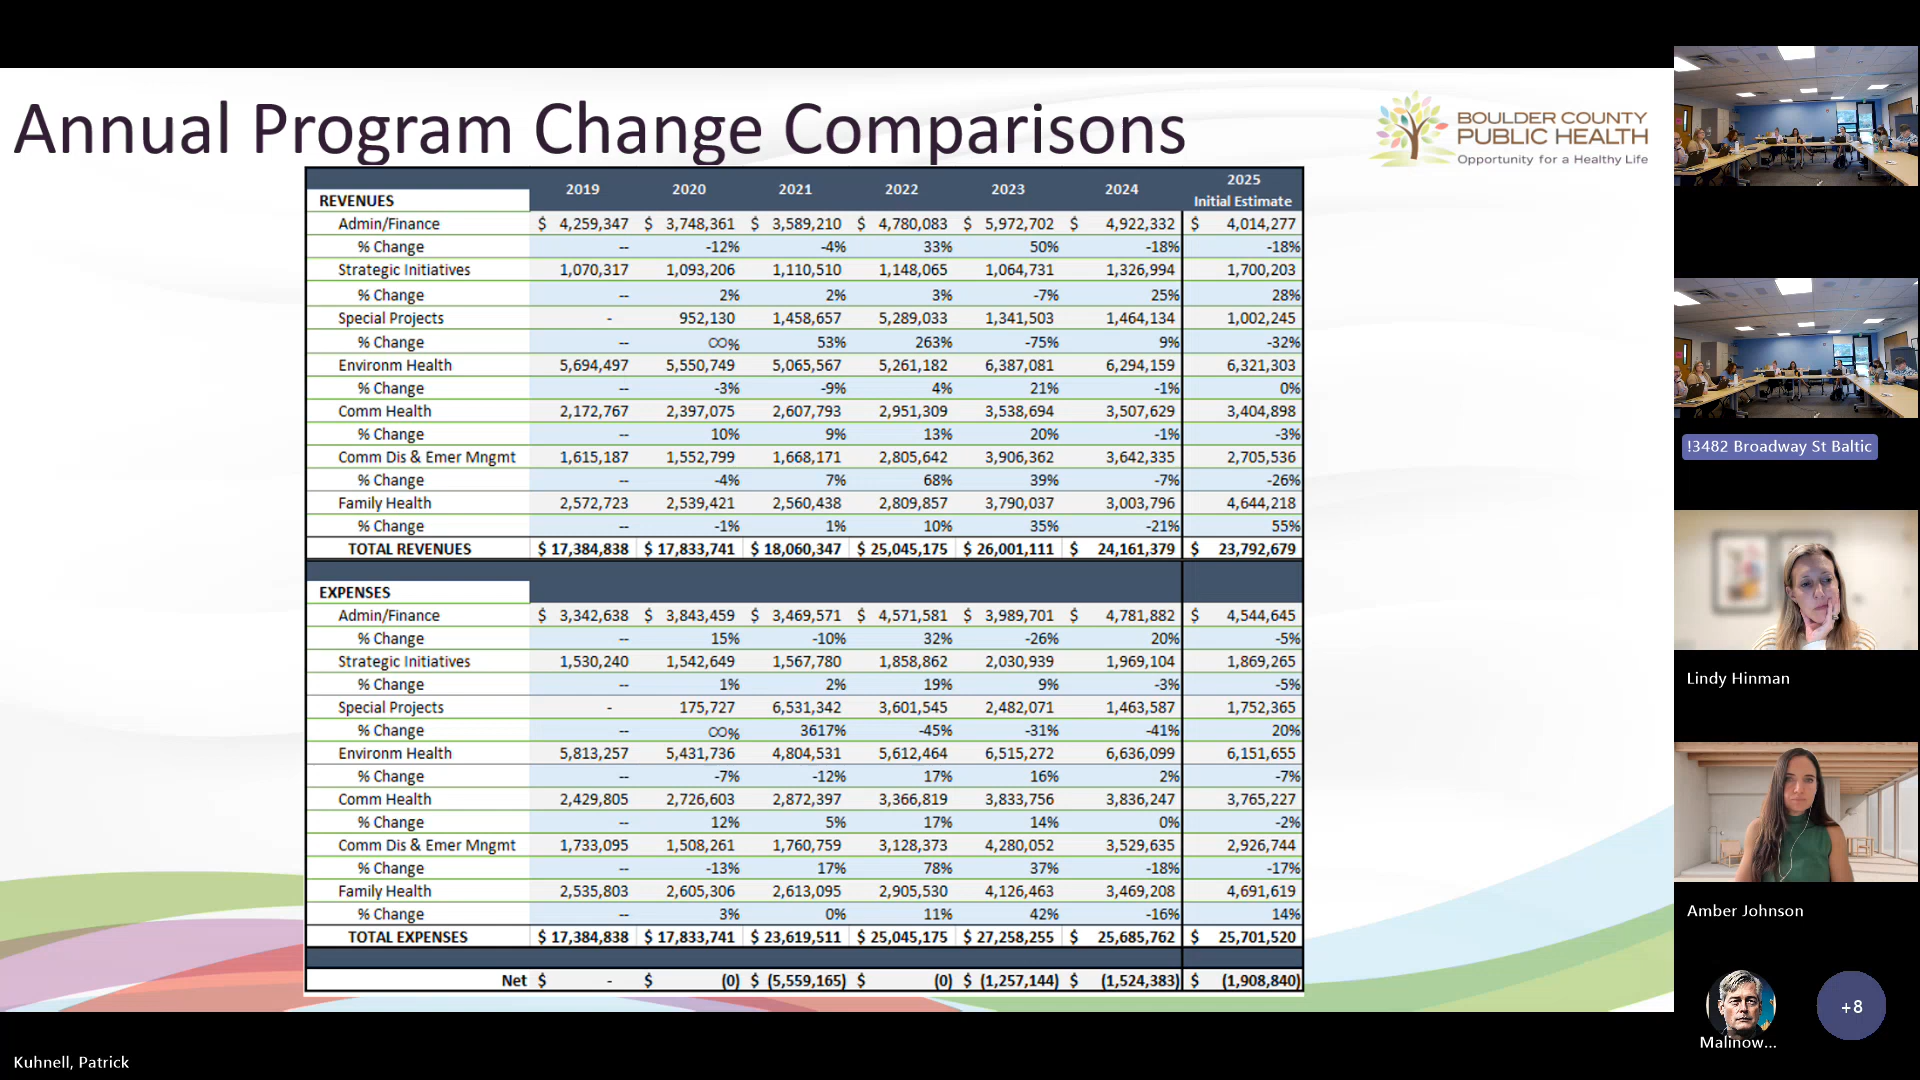 Annual Program Change Comparisons
BOULDER COUNTY
PUBLIC HEALTH
Opportunity for a Healthy Life
REVENUES 2019 2020 2021 2022 2023 2024 2025 Initial Estimate
Admin/Finance $ 4,259,347 $ 3,748,361 $ 3,589,210 $ 4,780,083 $ 5,972,702 $ 4,922,332 $ 4,014,277
% Change -- -12% -4% 33% 50% -18% -18%
Strategic Initiatives 1,070,317 1,093,206 1,110,510 1,148,065 1,064,731 1,326,994 1,700,203
% Change -- 2% 2% 3% -7% 25% 28%
Special Projects - 952,130 1,458,657 5,289,033 1,341,503 1,464,134 1,002,245
% Change -- ∞% 53% 263% -75% 9% -32%
Environm Health 5,694,497 5,550,749 5,065,567 5,261,182 6,387,081 6,294,159 6,321,303
% Change -- -3% -9% 4% 21% -1% 0%
Comm Health 2,172,767 2,397,075 2,607,793 2,951,309 3,538,694 3,507,629 3,404,898
% Change -- 10% 9% 13% 20% -1% -3%
Comm Dis & Emer Mngmt 1,615,187 1,552,799 1,668,171 2,805,642 3,906,362 3,642,335 2,705,536
% Change -- -4% 7% 68% 39% -7% -26%
Family Health 2,572,723 2,539,421 2,560,438 2,809,857 3,790,037 3,003,796 4,644,218
% Change -- -1% 1% 10% 35% -21% 55%
TOTAL REVENUES $ 17,384,838 $ 17,833,741 $ 18,060,347 $ 25,045,175 $ 26,001,111 $ 24,161,379 $ 23,792,679
EXPENSES
Admin/Finance $ 3,342,638 $ 3,843,459 $ 3,469,571 $ 4,571,581 $ 3,989,701 $ 4,781,882 $ 4,544,645
% Change -- 15% -10% 32% -26% 20% -5%
Strategic Initiatives 1,530,240 1,542,649 1,567,780 1,858,862 2,030,939 1,969,104 1,869,265
% Change -- 1% 2% 19% 9% -3% -5%
Special Projects - 175,727 6,531,342 3,601,545 2,482,071 1,463,587 1,752,365
% Change -- ∞% 3617% -45% -31% -41% 20%
Environm Health 5,813,257 5,431,736 4,804,531 5,612,464 6,515,272 6,636,099 6,151,655
% Change -- -7% -12% 17% 16% 2% -7%
Comm Health 2,429,805 2,726,603 2,872,397 3,366,819 3,833,756 3,836,247 3,765,227
% Change -- 12% 5% 17% 14% 0% -2%
Comm Dis & Emer Mngmt 1,733,095 1,508,261 1,760,759 3,128,373 4,280,052 3,529,635 2,926,744
% Change -- -13% 17% 78% 37% -18% -17%
Family Health 2,535,803 2,605,306 2,613,095 2,905,530 4,126,463 3,469,208 4,691,619
% Change -- 3% 0% 11% 42% -16% 14%
TOTAL EXPENSES $ 17,384,838 $ 17,833,741 $ 23,619,511 $ 25,045,175 $ 27,258,255 $ 25,685,762 $ 25,701,520
Net $ - $ (0) $ (5,559,165) $ (0) $ (1,257,144) $ (1,524,383) $ (1,908,840)
!3482 Broadway St Baltic
Lindy Hinman
Amber Johnson
Malinow...
+8
Kuhnell, Patrick